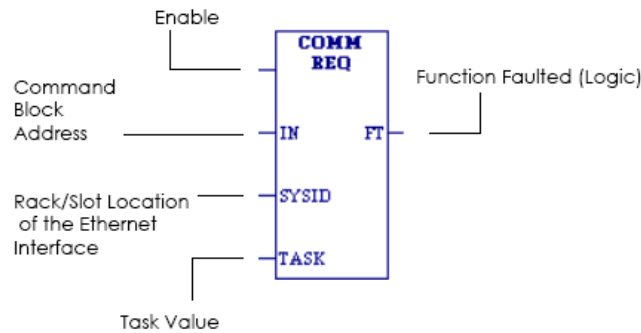 Enable
COMM
REQ
Function Faulted (Logic)
Command
Block
Address
IN
FT
Rack/Slot Location
of the Ethernet
Interface
SYSID
TASK
Task Value